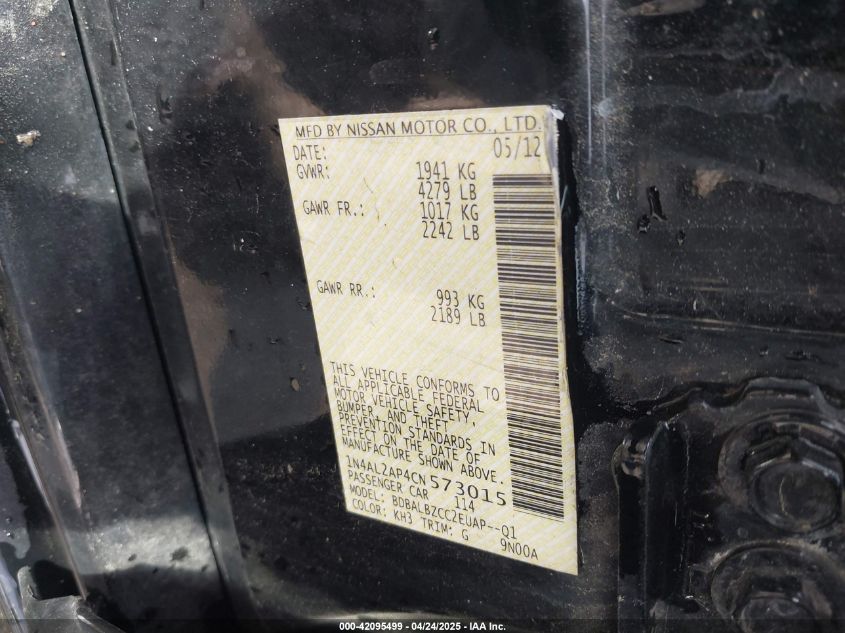 MFD BY NISSAN MOTOR CO., LTD.
DATE: 05/12
GVWR: 1941 KG
4279 LB
GAWR FR.: 1017 KG
2242 LB
GAWR RR.: 993 KG
2189 LB
THIS VEHICLE CONFORMS TO
ALL APPLICABLE FEDERAL
MOTOR VEHICLE SAFETY,
BUMPER, AND THEFT
PREVENTION STANDARDS IN
EFFECT ON THE DATE OF
MANUFACTURE SHOWN ABOVE.
1N4AL2AP4CN573015
PASSENGER CAR 114
MODEL: BDBALBZCC2EUAP--Q1
COLOR: KH3 TRIM: G 9N00A
000-42095499 - 04/24/2025 - IAA Inc.